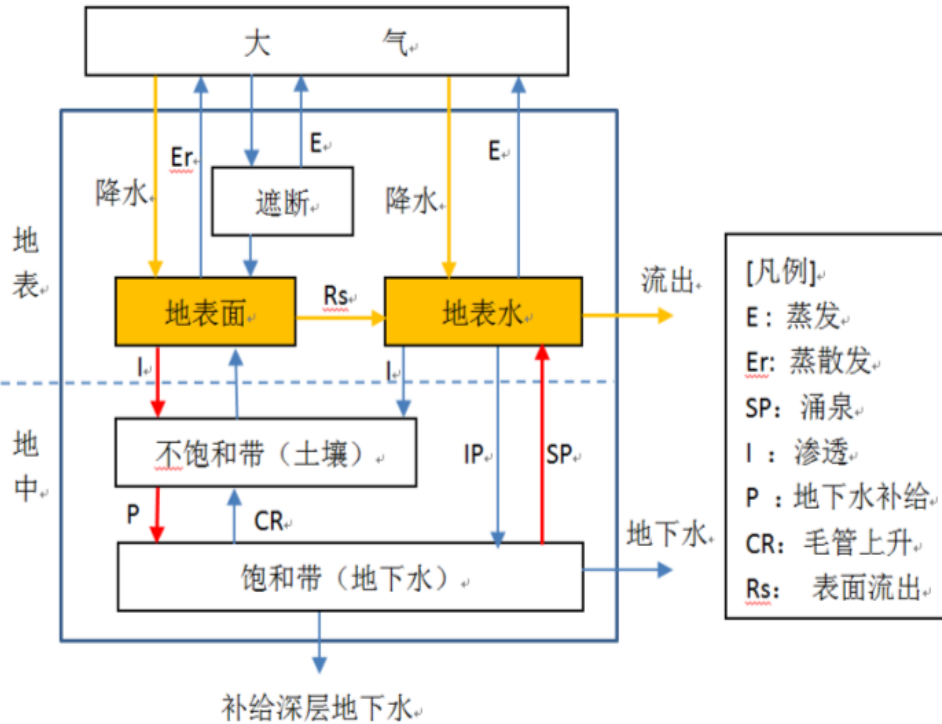 大 气
Er
E
E
降水
遮断
降水
地
表
流出
地表面
Rs
地表水
I
I
地
中
不饱和带（土壤）
IP
SP
P
CR
地下水
饱和带（地下水）
补给深层地下水
[凡例]
E：蒸发
Er: 蒸散发
SP：涌泉
I ：渗透
P ：地下水补给
CR：毛管上升
Rs： 表面流出